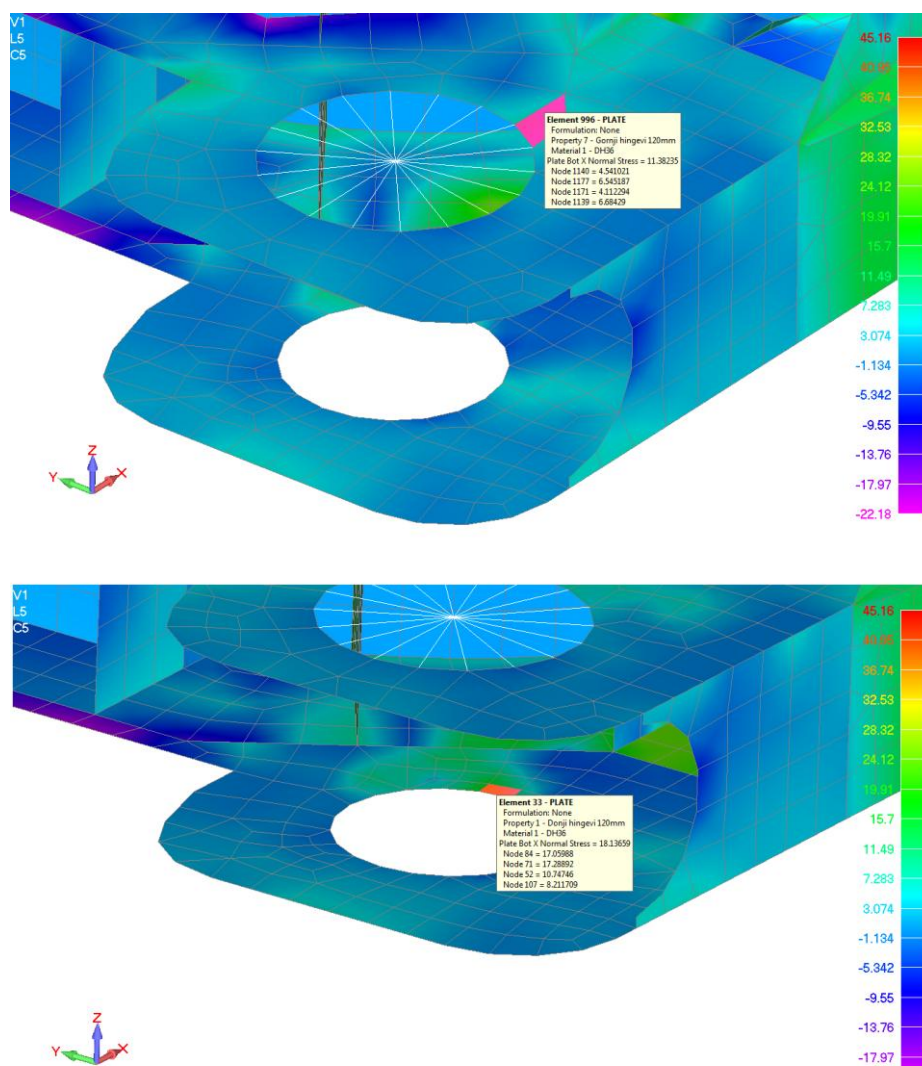 V1
L5
C5
Element 996 - PLATE
Formulation: None
Property 7 - Gornji hingevi 120mm
Material 1 - DH36
Plate Bot X Normal Stress = 11.38235
Node 1140 = 4.541021
Node 1177 = 6.545187
Node 1171 = 4.112294
Node 1139 = 6.68429
45.16
36.74
32.53
28.32
24.12
19.91
15.7
11.49
7.283
3.074
-1.134
-5.342
-9.55
-13.76
-17.97
-22.18
Z
Y
X
V1
L5
C5
Element 33 - PLATE
Formulation: None
Property 1 - Donji hingevi 120mm
Material 1 - DH36
Plate Bot X Normal Stress = 18.13659
Node 84 = 17.05988
Node 71 = 17.28892
Node 52 = 10.74746
Node 107 = 8.211709
45.16
36.74
32.53
28.32
24.12
19.91
15.7
11.49
7.283
3.074
-1.134
-5.342
-9.55
-13.76
-17.97
Z
Y
X